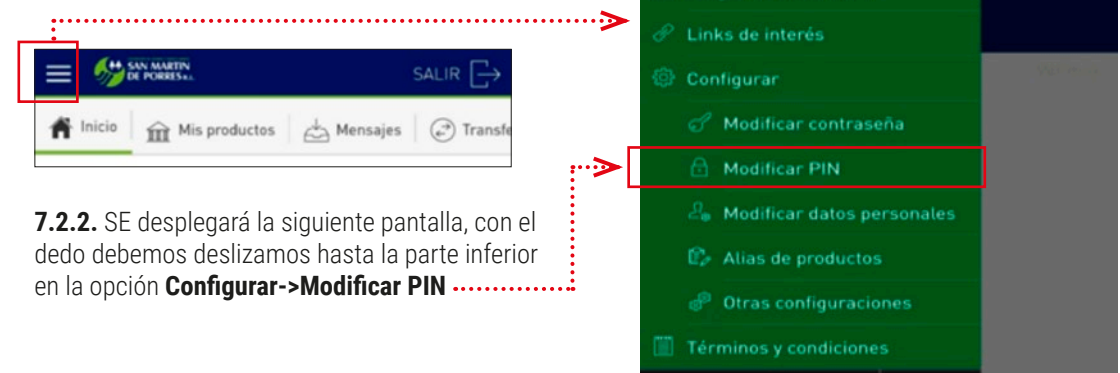 SAN MARTIN
DE PORRES R.L.
SALIR
Inicio
Mis productos
Mensajes
Transfe
7.2.2. SE desplegará la siguiente pantalla, con el
dedo debemos deslizamos hasta la parte inferior
en la opción Configurar->Modificar PIN
Links de interés
Configurar
Modificar contraseña
Modificar PIN
Modificar datos personales
Alias de productos
Otras configuraciones
Términos y condiciones